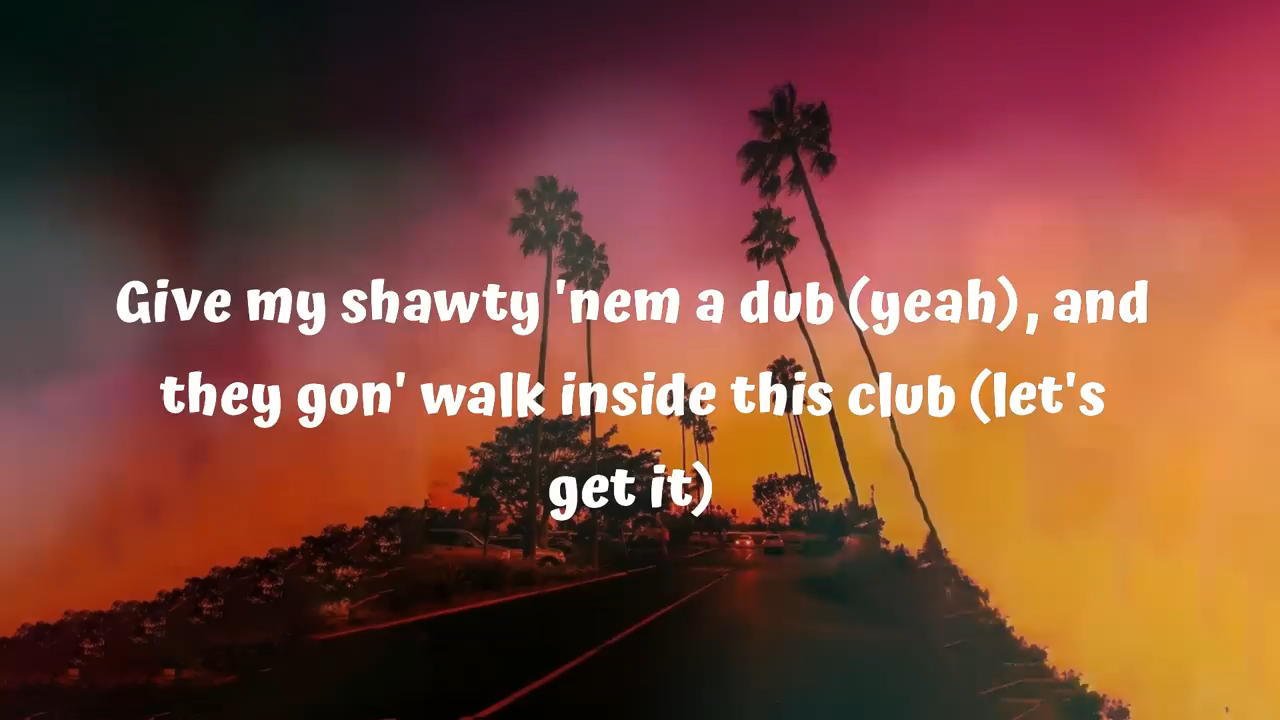 Give my shawty 'nem a dub (yeah), and
they gon' walk inside this club (let's
get it)